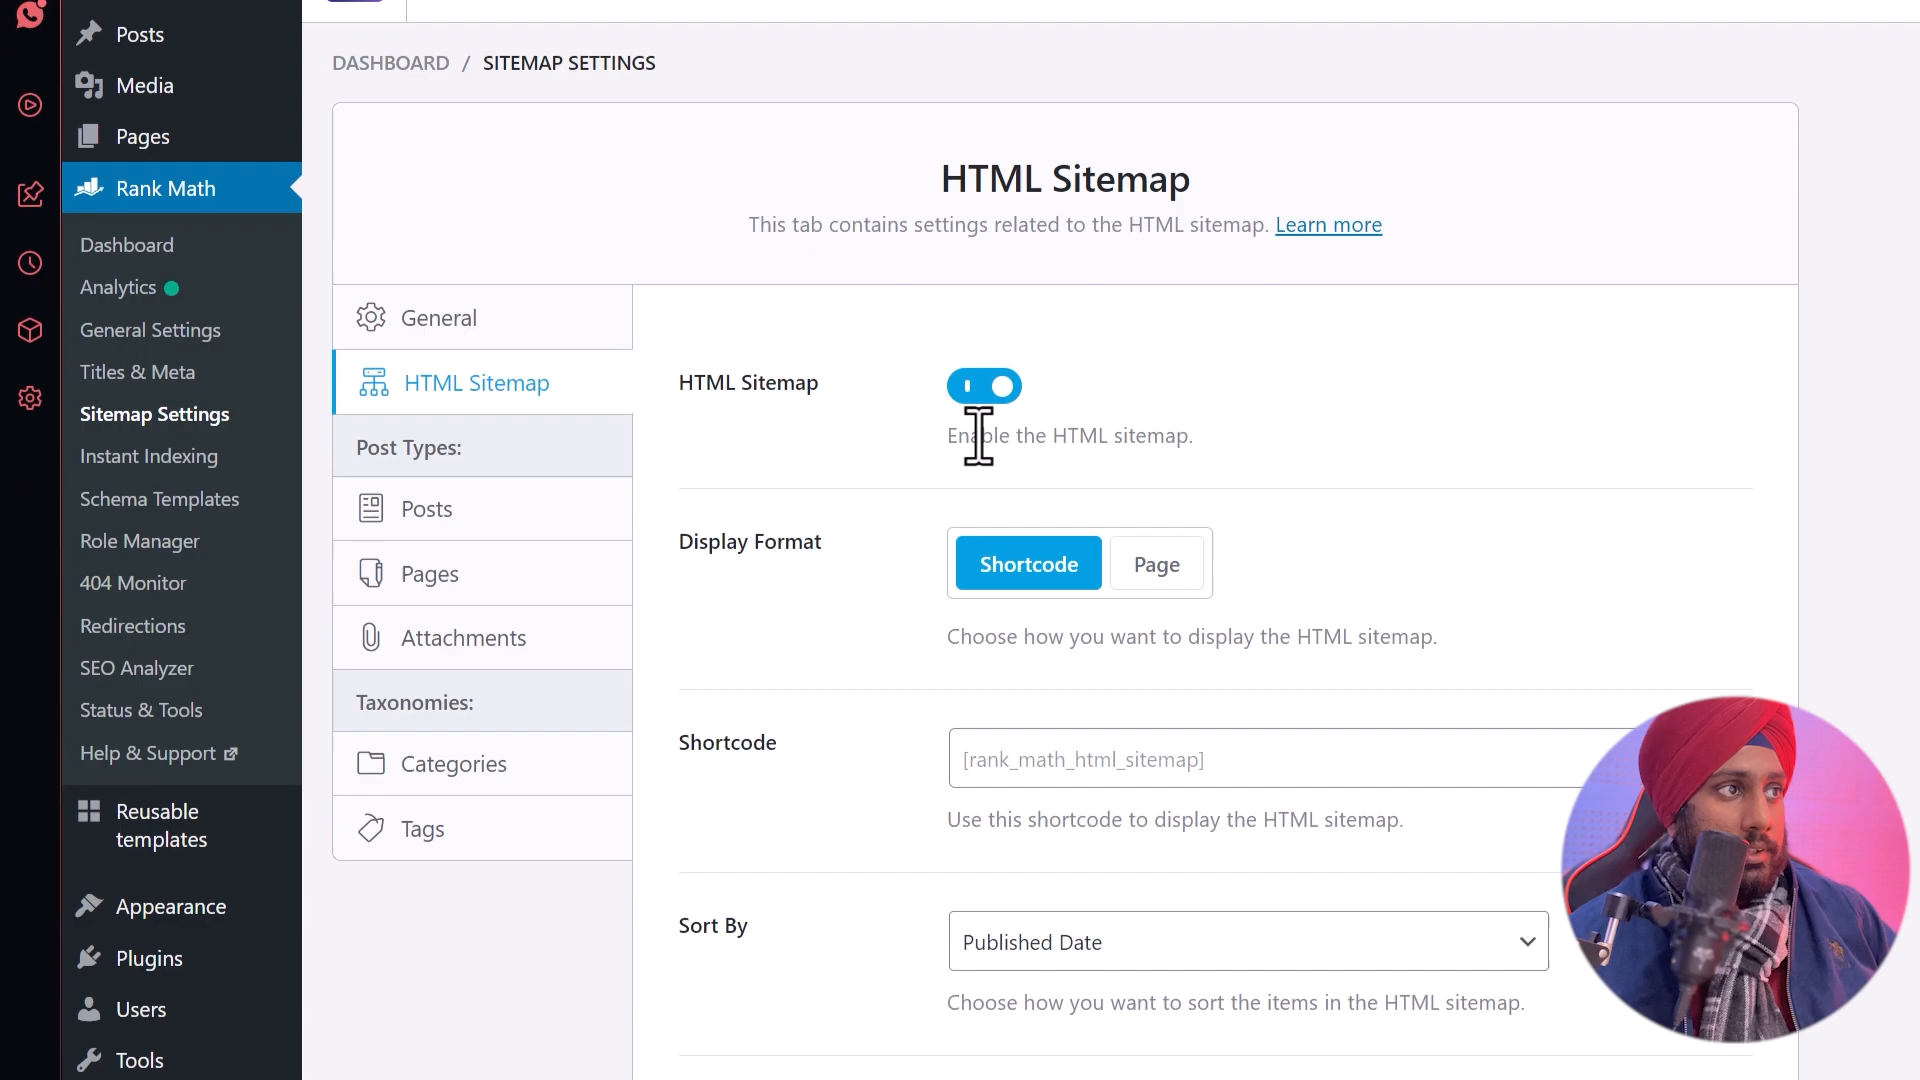 Posts
Media
Pages
Rank Math
Dashboard
Analytics
General Settings
Titles & Meta
Sitemap Settings
Instant Indexing
Schema Templates
Role Manager
404 Monitor
Redirections
SEO Analyzer
Status & Tools
Help & Support
Reusable
templates
Appearance
Plugins
Users
Tools
DASHBOARD / SITEMAP SETTINGS
HTML Sitemap
This tab contains settings related to the HTML sitemap. Learn more
General
HTML Sitemap
Post Types:
Posts
Pages
Attachments
Taxonomies:
Categories
Tags
HTML Sitemap
Enable the HTML sitemap.
Display Format
Shortcode Page
Choose how you want to display the HTML sitemap.
Shortcode
[rank_math_html_sitemap]
Use this shortcode to display the HTML sitemap.
Sort By
Published Date
Choose how you want to sort the items in the HTML sitemap.